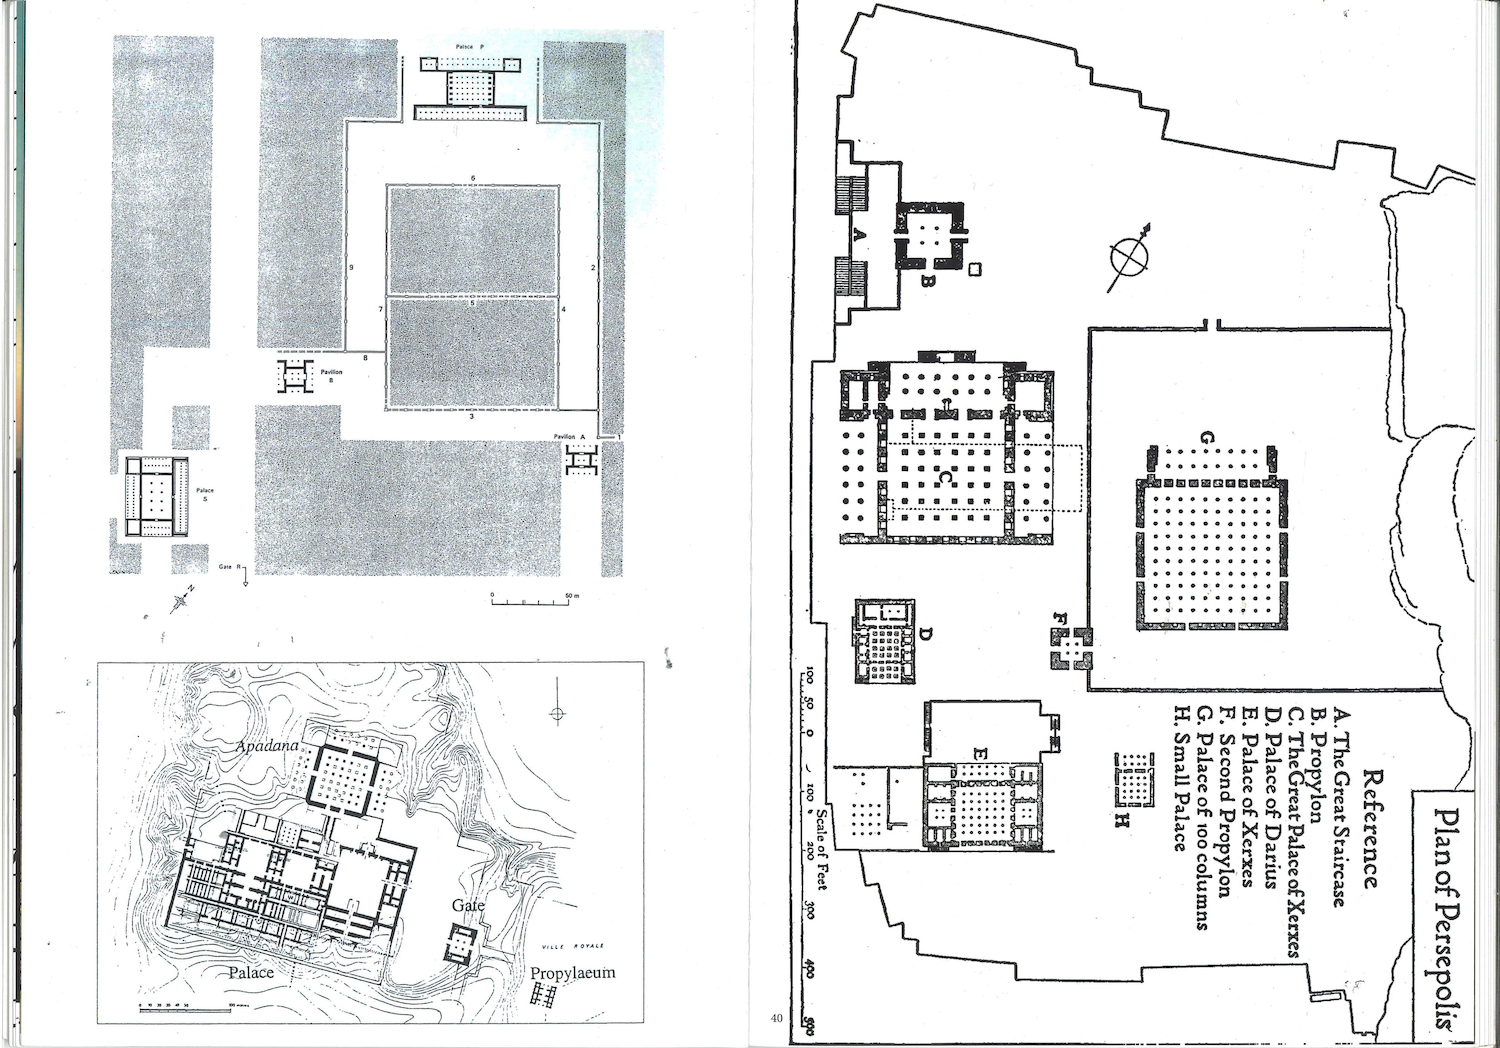 Palace P
6
9
2
5
7
4
8
Pavilion
B
3
Pavilion A
1
Palace
S
Gate R
N
0
50 m
Apadana
Gate
VILLE ROYALE
Palace
Propylaeum
0 10 20 30 40 50 100
40
A
B
C
D
E
F
G
H
100 50 0 100 200 300 400 500
Scale of Feet
Plan of Persepolis
Reference
A. The Great Staircase
B. Propylon
C. The Great Palace of Xerxes
D. Palace of Darius
E. Palace of Xerxes
F. Second Propylon
G. Palace of 100 columns
H. Small Palace